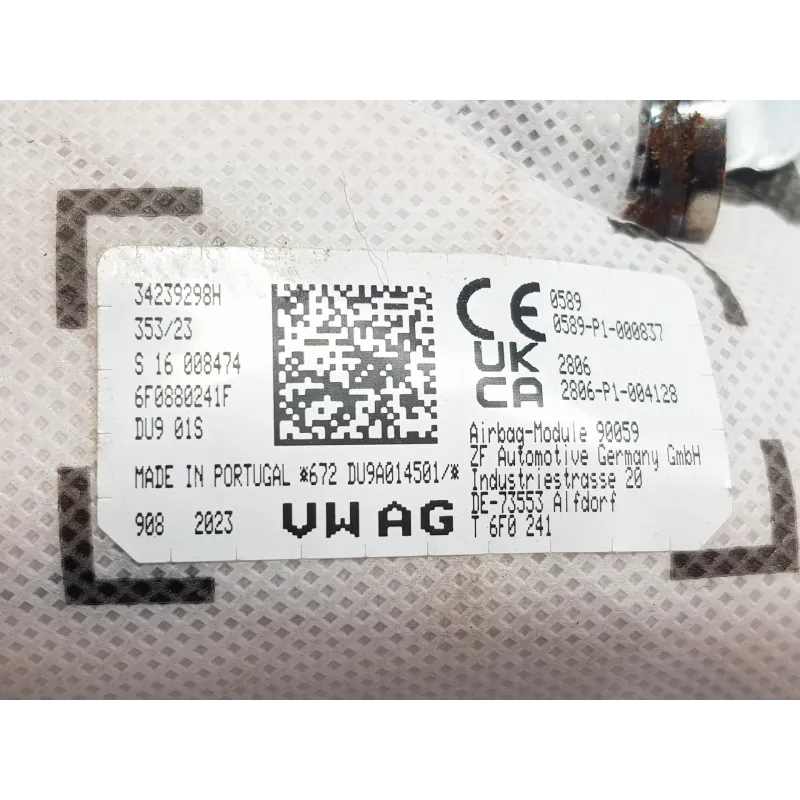 34239298H
353/23
S 16 008474
6F0880241F
DU9 01S
MADE IN PORTUGAL *672 DU9A014501/*
908 2023 VW AG
CE 0589
0589-P1-000837
UK
CA
2806
2806-P1-004128
Airbag-Module 90059
ZF Automotive Germany GmbH
Industriestrasse 20
DE-73553 Alfdorf
T 6F0 241